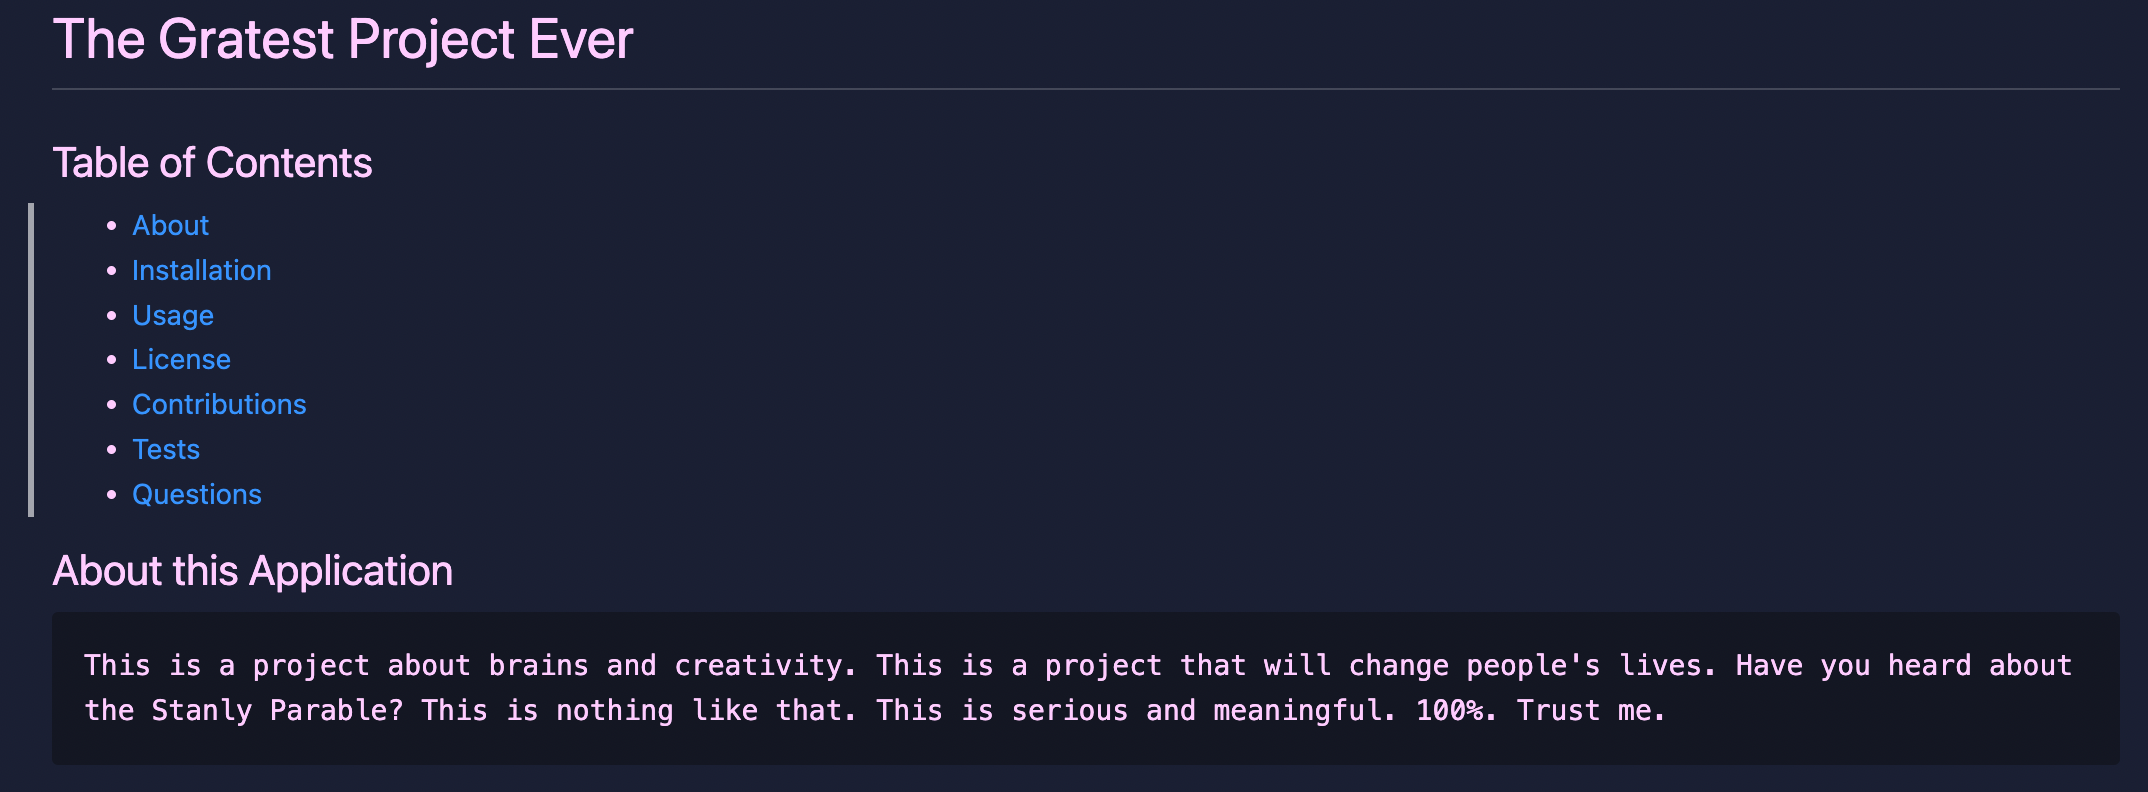 The Gratest Project Ever
Table of Contents
About
Installation
Usage
License
Contributions
Tests
Questions
About this Application
This is a project about brains and creativity. This is a project that will change people's lives. Have you heard about
the Stanly Parable? This is nothing like that. This is serious and meaningful. 100%. Trust me.